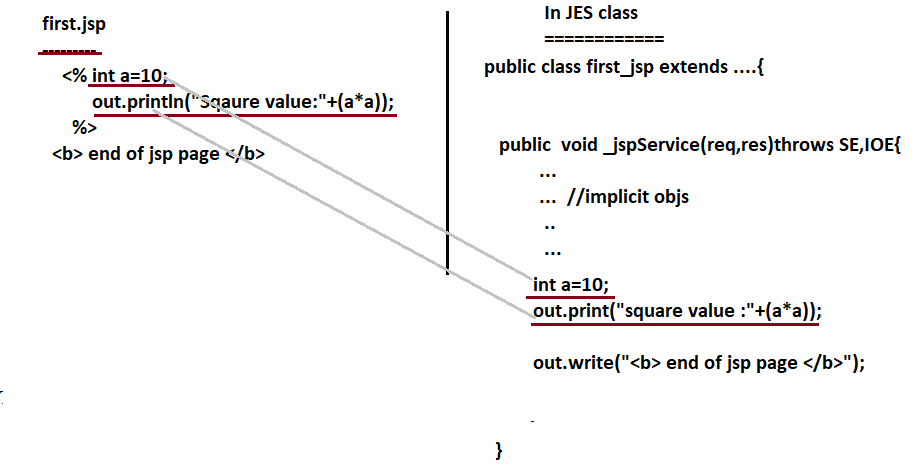 first.jsp
---------
<% int a=10;
out.println("Sqaure value:"+(a*a));
%>
<b> end of jsp page </b>
In JES class
============
public class first_jsp extends ....{
public  void _jspService(req,res)throws SE,IOE{
...
...  //implicit objs
..
...
int a=10;
out.print("square value :"+(a*a));
out.write("<b> end of jsp page </b>");
-
}